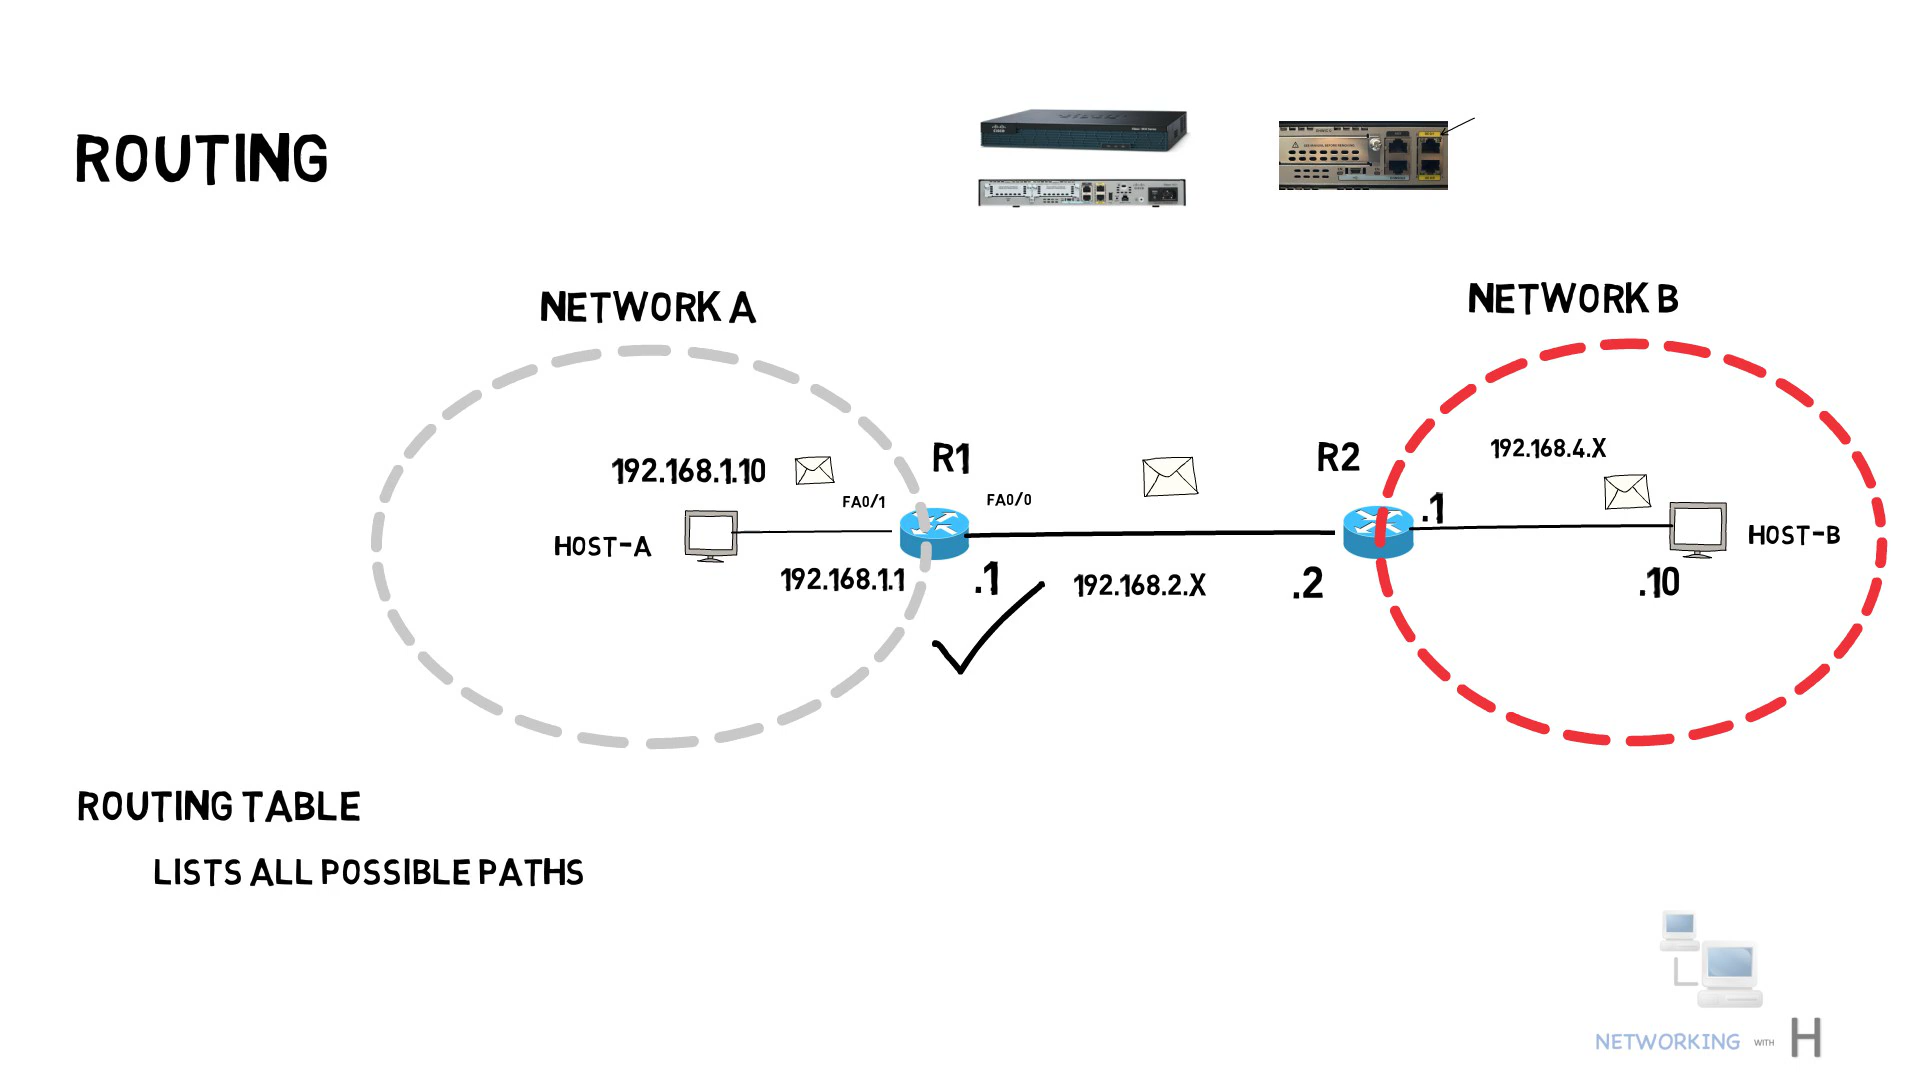 ROUTING
NETWORK A
NETWORK B
192.168.1.10
R1
R2
192.168.4.X
FA0/1
FA0/0
.1
HOST-A
HOST-B
192.168.1.1
.1
192.168.2.X
.2
.10
ROUTING TABLE
LISTS ALL POSSIBLE PATHS
NETWORKING WITH H